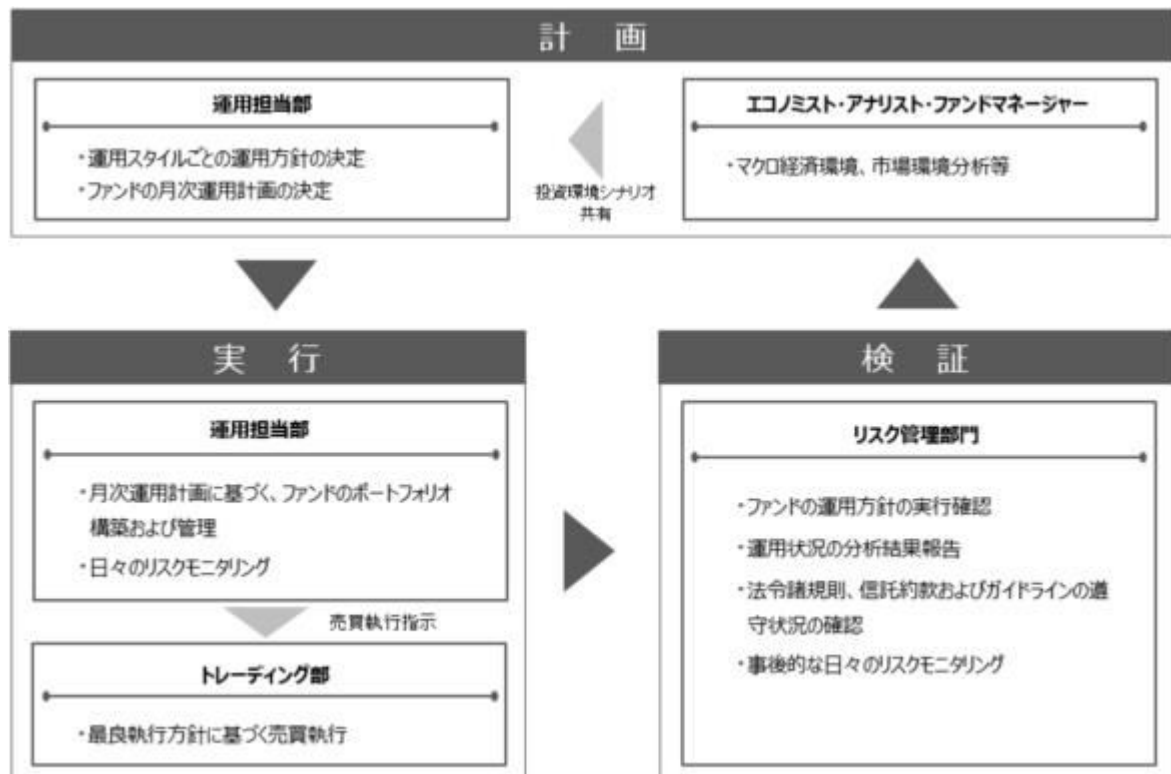 計 画
運用担当部
・運用スタイルごとの運用方針の決定
・ファンドの月次運用計画の決定
投資環境シナリオ
共有
エコノミスト・アナリスト・ファンドマネージャー
・マクロ経済環境、市場環境分析等
実 行
運用担当部
・月次運用計画に基づく、ファンドのポートフォリオ
構築および管理
・日々のリスクモニタリング
売買執行指示
トレーディング部
・最良執行方針に基づく売買執行
検 証
リスク管理部門
・ファンドの運用方針の実行確認
・運用状況の分析結果報告
・法令諸規則、信託約款およびガイドラインの遵
守状況の確認
・事後的な日々のリスクモニタリング